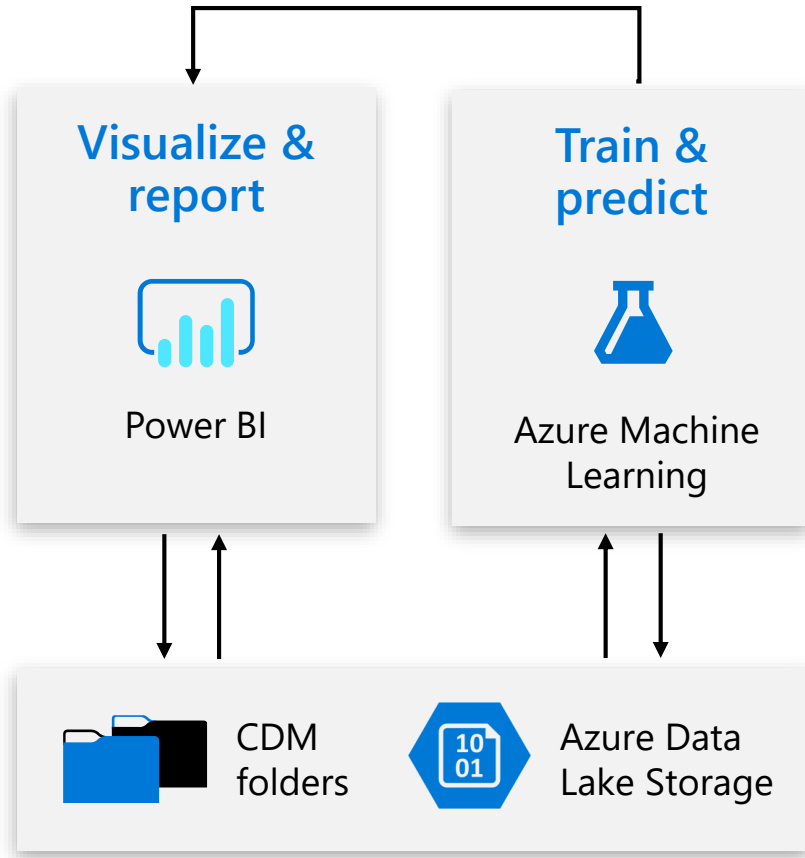 Visualize &
report
Power BI
Train &
predict
Azure Machine
Learning
CDM
folders
10
01
Azure Data
Lake Storage